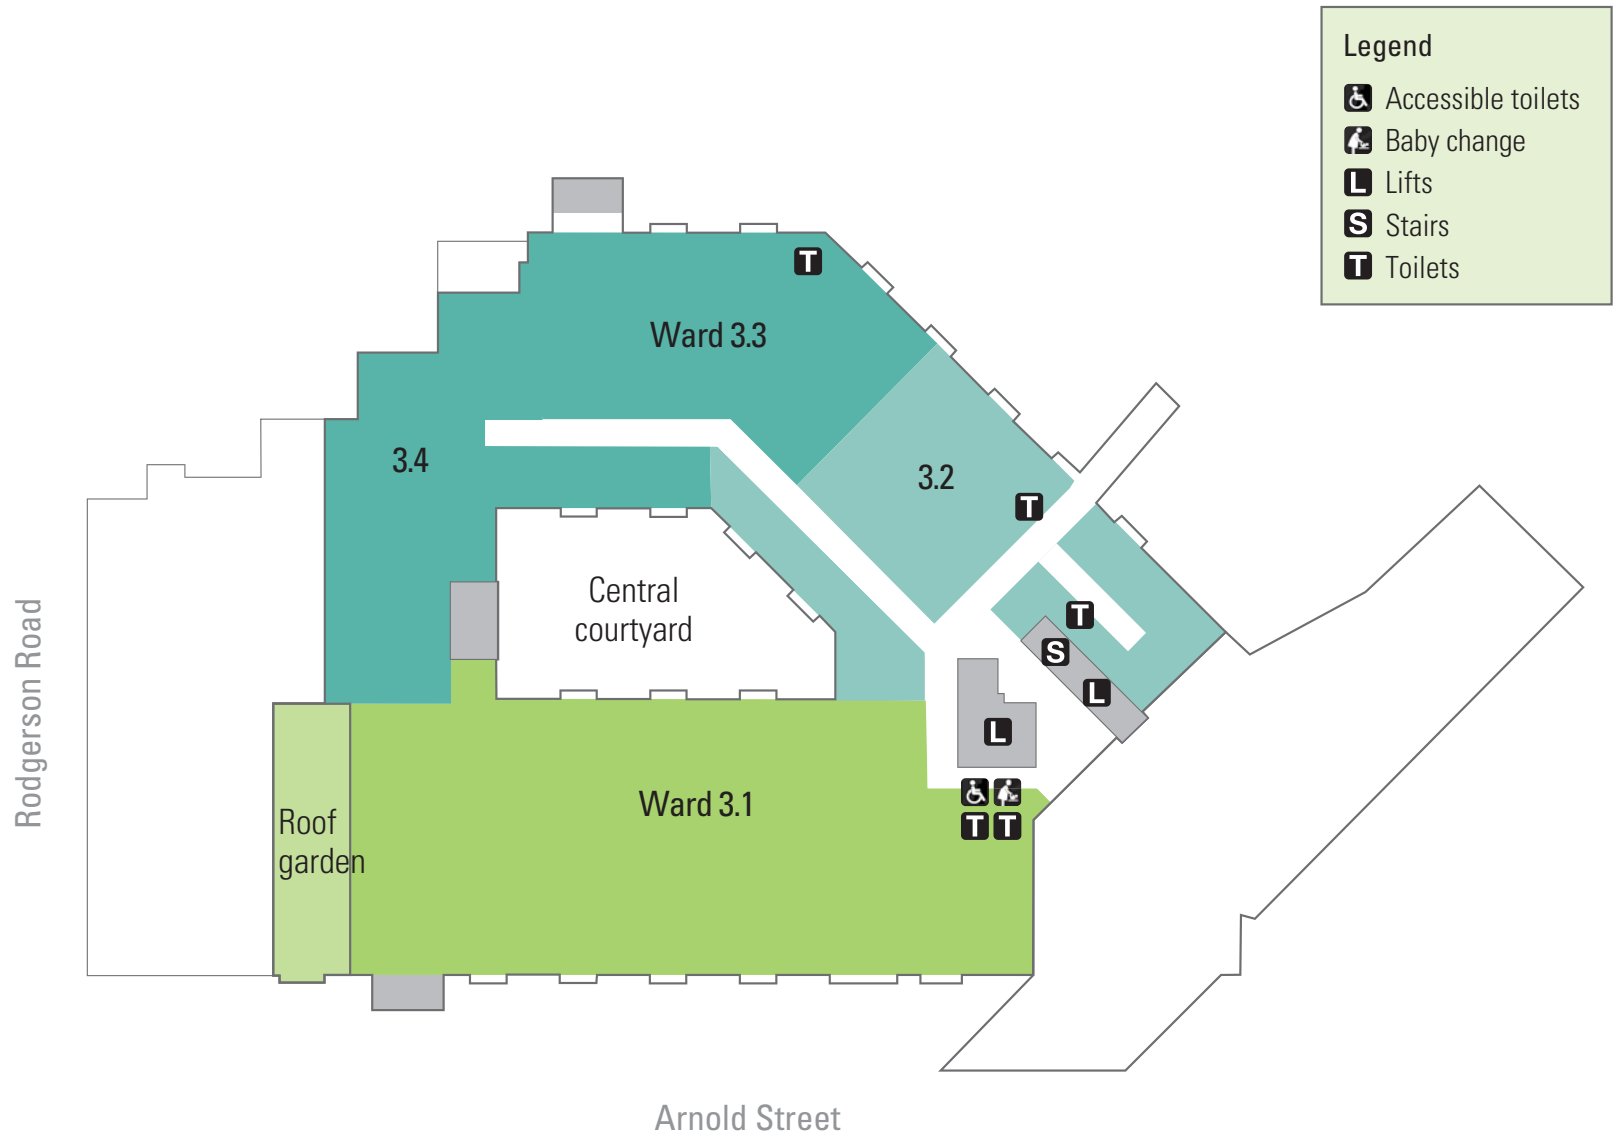 Legend
Accessible toilets
Baby change
L Lifts
S Stairs
T Toilets
T
Ward 3.3
3.4
3.2
T
Central
courtyard
T
S
L
L
Ward 3.1
T T
Roof
garden
Rodgerson Road
Arnold Street